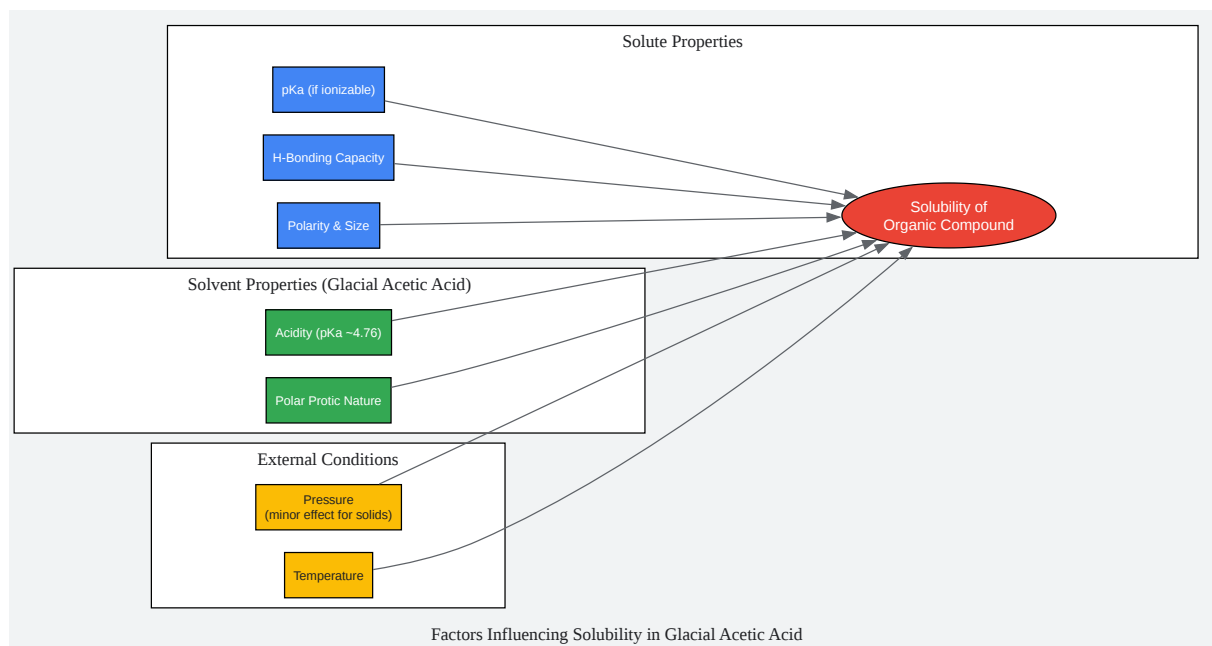 Solute Properties
pKa (if ionizable)
H-Bonding Capacity
Polarity & Size
Solubility of
Organic Compound
Solvent Properties (Glacial Acetic Acid)
Acidity (pKa ~4.76)
Polar Protic Nature
External Conditions
Pressure
(minor effect for solids)
Temperature
Factors Influencing Solubility in Glacial Acetic Acid